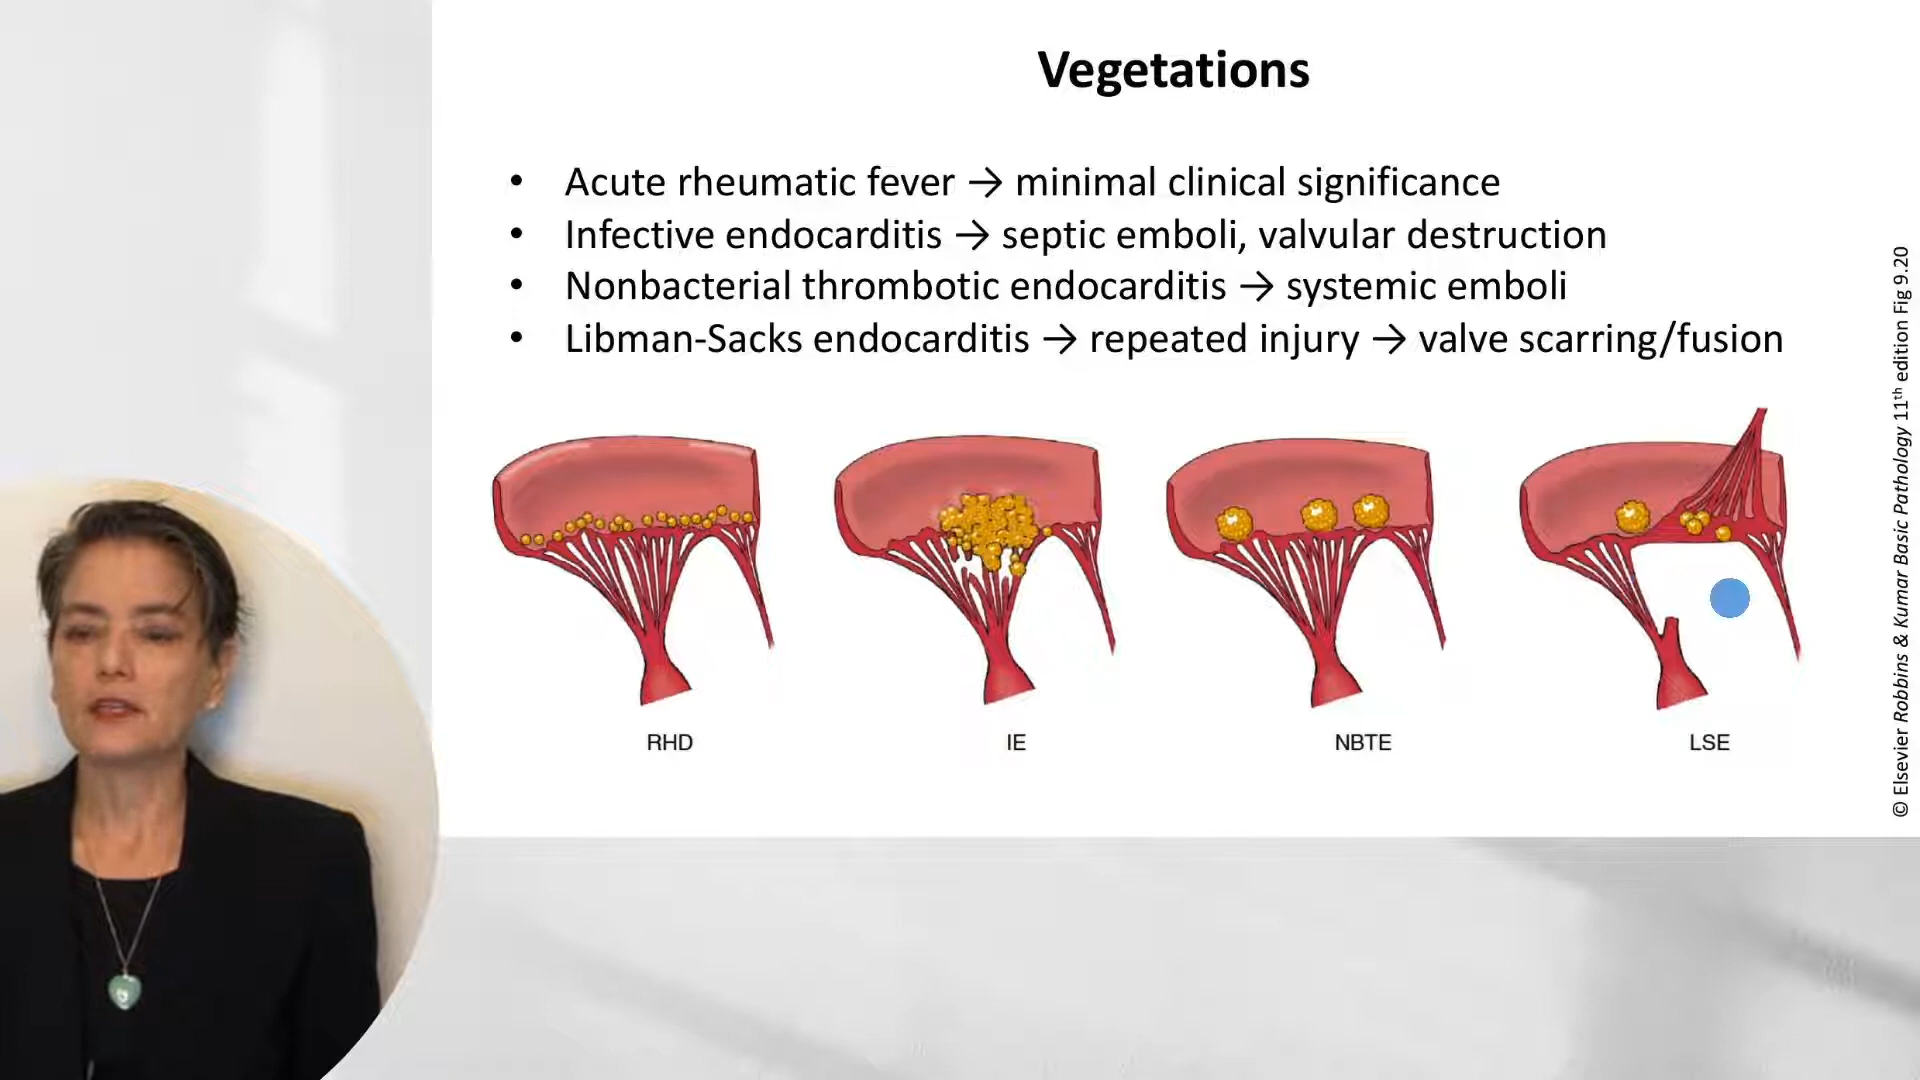 Vegetations
• Acute rheumatic fever → minimal clinical significance
• Infective endocarditis → septic emboli, valvular destruction
• Nonbacterial thrombotic endocarditis → systemic emboli
• Libman-Sacks endocarditis → repeated injury → valve scarring/fusion
RHD
IE
NBTE
LSE
© Elsevier Robbins & Kumar Basic Pathology 11th edition Fig 9.20